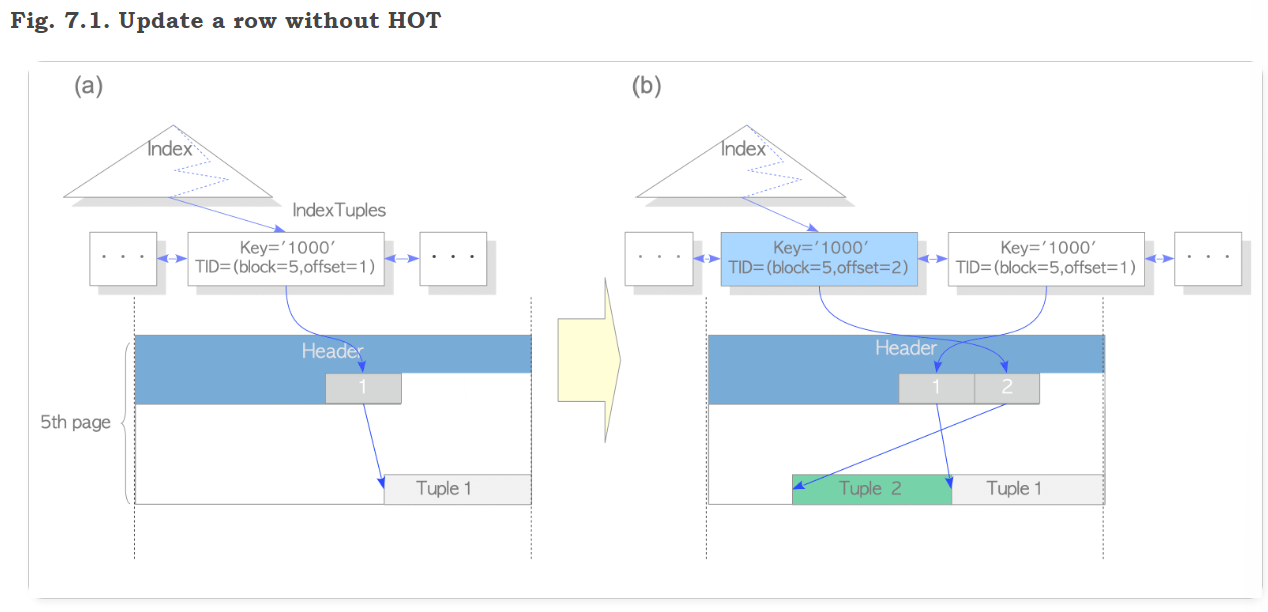 Fig. 7.1. Update a row without HOT
(a)
Index
IndexTuples
· · ·
Key='1000'
TID=(block=5,offset=1)
· · ·
Header
1
5th page
Tuple 1
(b)
Index
· · ·
Key='1000'
TID=(block=5,offset=2)
Key='1000'
TID=(block=5,offset=1)
· · ·
Header
1
2
Tuple 2
Tuple 1